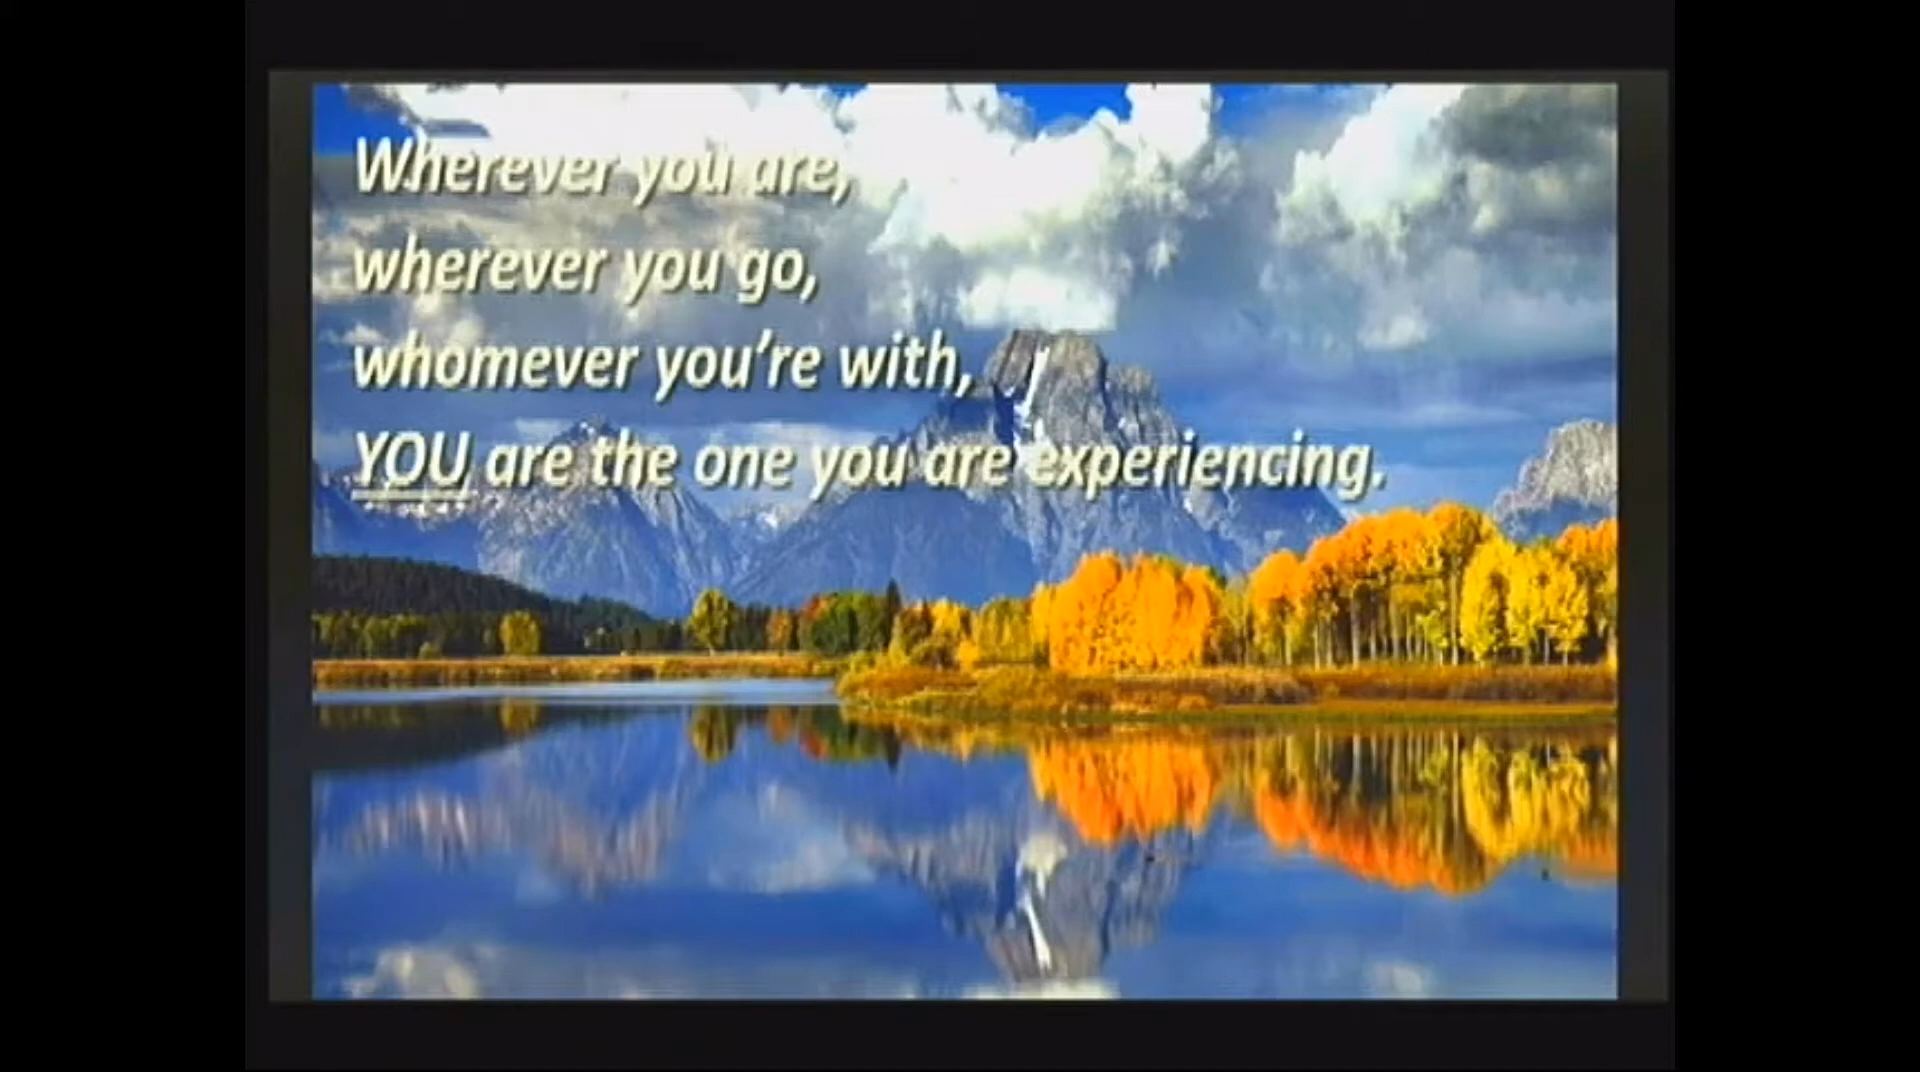 Wherever you are,
wherever you go,
whomever you're with,
YOU are the one you are experiencing.